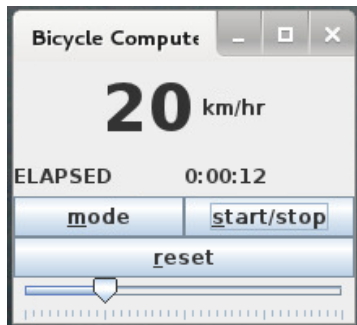 Bicycle Compute
20 km/hr
ELAPSED 0:00:12
mode start/stop
reset